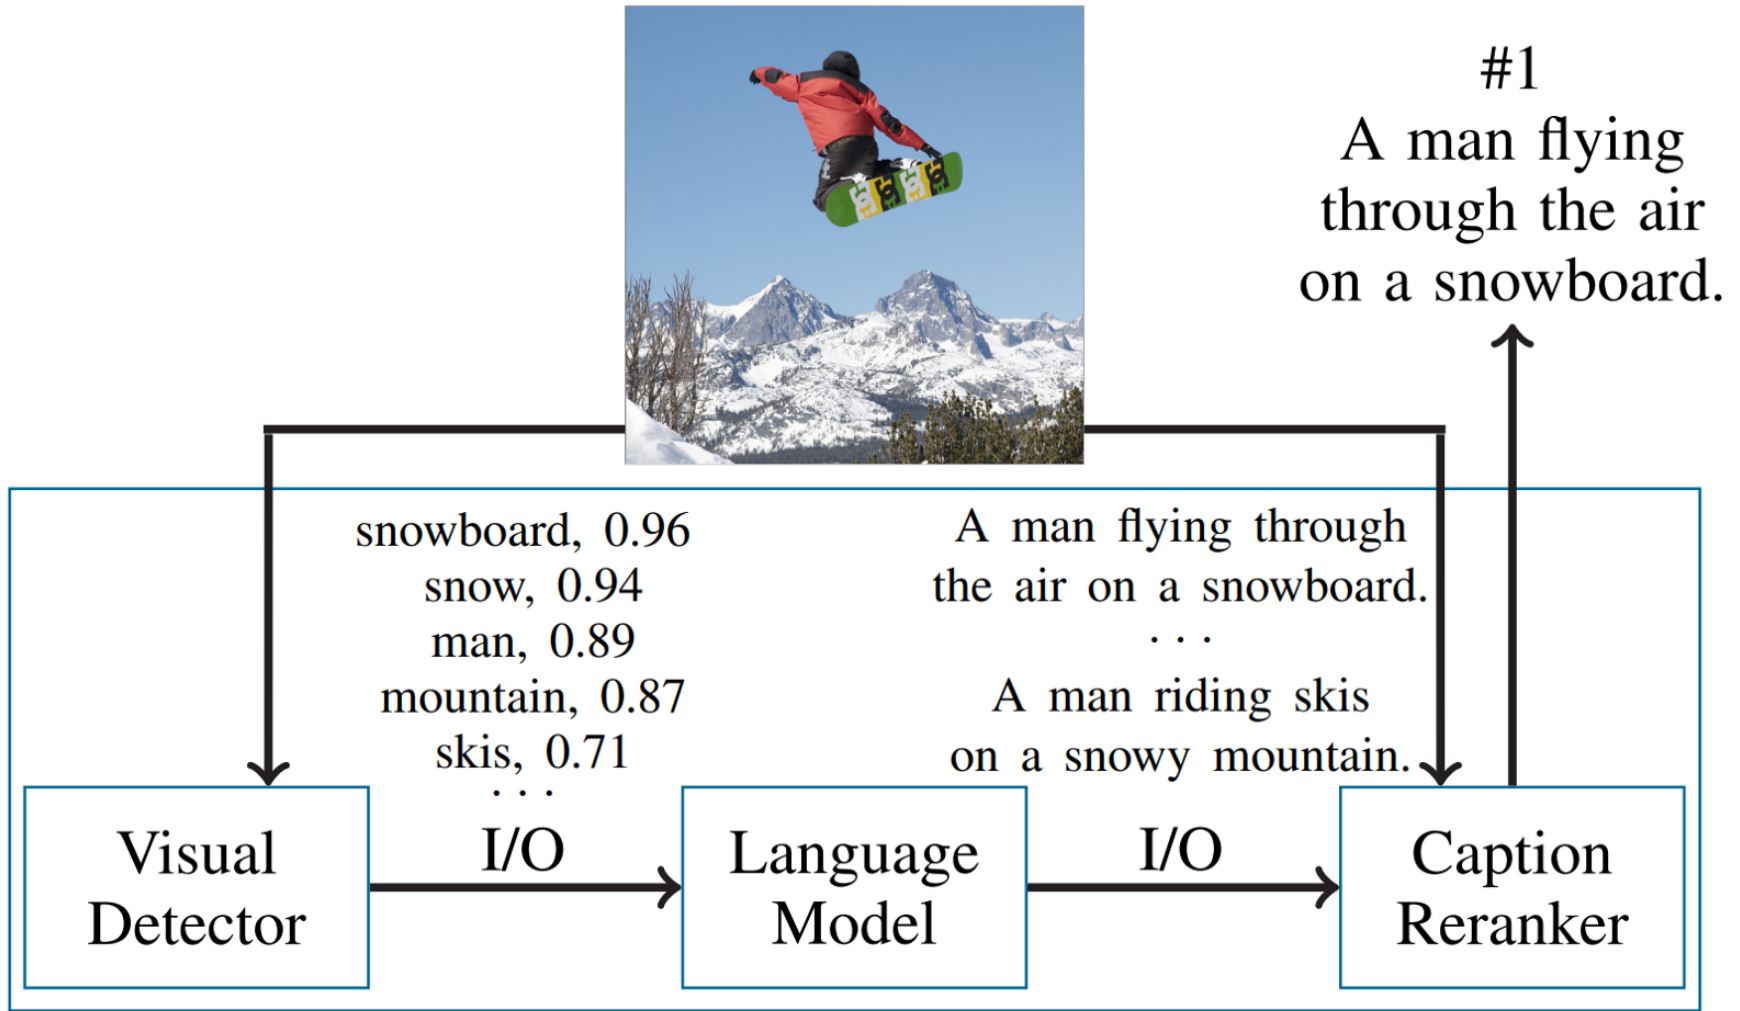 #1
A man flying
through the air
on a snowboard.
snowboard, 0.96
snow, 0.94
man, 0.89
mountain, 0.87
skis, 0.71
. . .
A man flying through
the air on a snowboard.
. . .
A man riding skis
on a snowy mountain.
Visual
Detector
I/O
Language
Model
I/O
Caption
Reranker